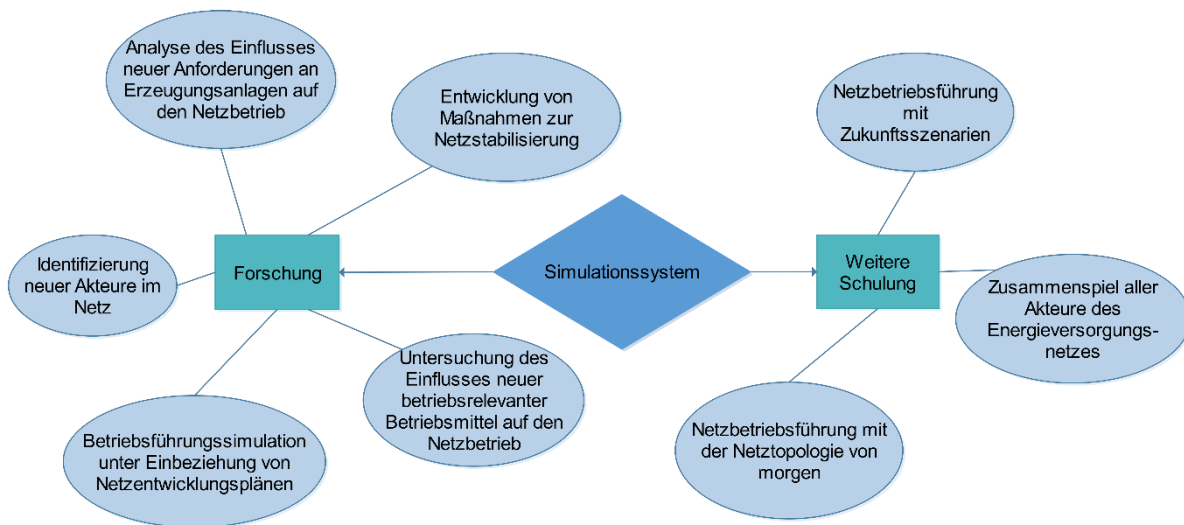 Analyse des Einflusses
neuer Anforderungen an
Erzeugungsanlagen auf
den Netzbetrieb
Entwicklung von
Maßnahmen zur
Netzstabilisierung
Netzbetriebsführung
mit
Zukunftsszenarien
Identifizierung
neuer Akteure im
Netz
Forschung
Simulationssystem
Weitere
Schulung
Zusammenspiel aller
Akteure des
Energieversorgungs-
netzes
Betriebsführungssimulation
unter Einbeziehung von
Netzentwicklungsplänen
Untersuchung des
Einflusses neuer
betriebsrelevanter
Betriebsmittel auf den
Netzbetrieb
Netzbetriebsführung mit
der Netztopologie von
morgen